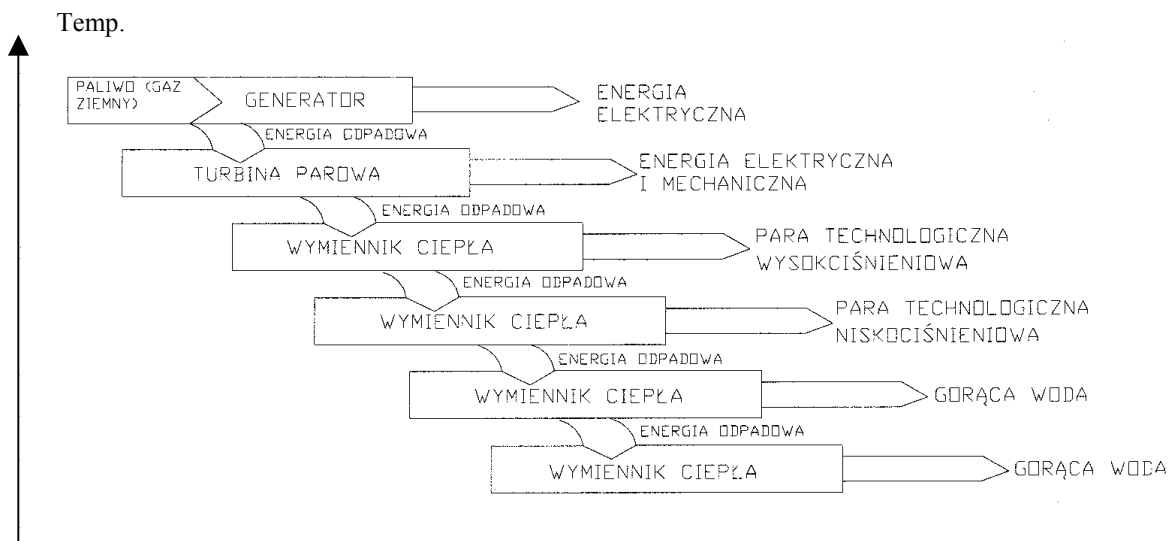 Temp.
PALIWO (GAZ
ZIEMNY)
GENERATOR
ENERGIA
ELEKTRYCZNA
ENERGIA ODPADOWA
TURBINA PAROWA
ENERGIA ELEKTRYCZNA
I MECHANICZNA
ENERGIA ODPADOWA
WYMIENNIK CIEPŁA
PARA TECHNOLOGICZNA
WYSOKCIŚNIENIOWA
ENERGIA ODPADOWA
WYMIENNIK CIEPŁA
PARA TECHNOLOGICZNA
NISKOCIŚNIENIOWA
ENERGIA ODPADOWA
WYMIENNIK CIEPŁA
GORĄCA WODA
ENERGIA ODPADOWA
WYMIENNIK CIEPŁA
GORĄCA WODA